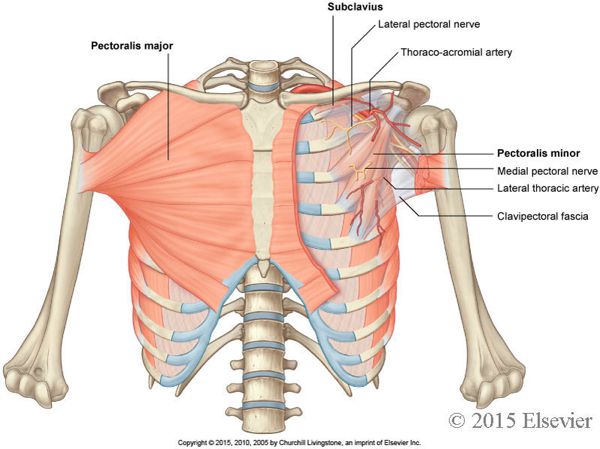 Subclavius
Lateral pectoral nerve
Pectoralis major
Thoraco-acromial artery
Pectoralis minor
Medial pectoral nerve
Lateral thoracic artery
Clavipectoral fascia
© 2015 Elsevier
Copyright © 2015, 2010, 2005 by Churchill Livingstone, an imprint of Elsevier Inc.